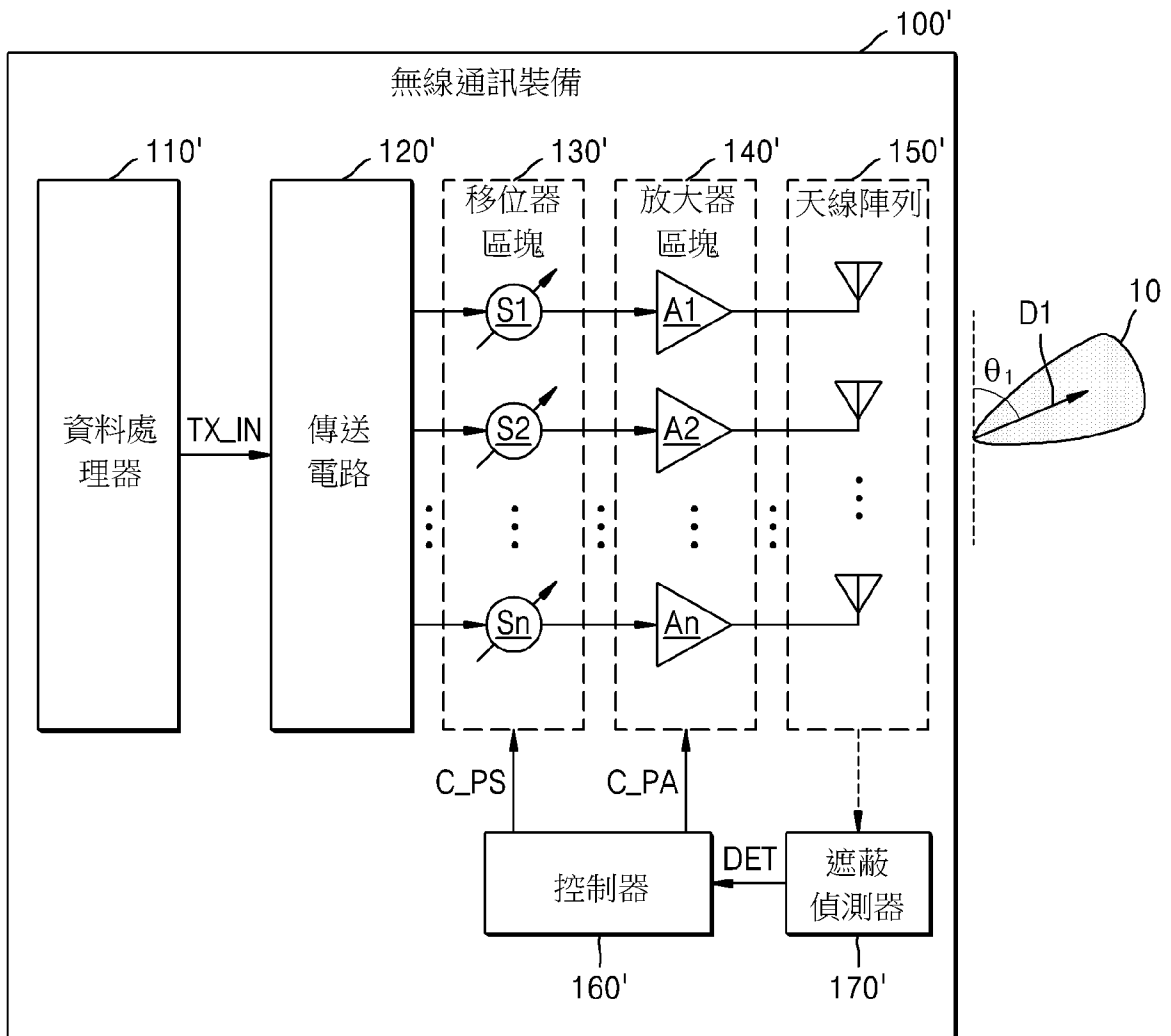 100'
無線通訊裝備
110'
120'
130'
140'
150'
移位器
區塊
放大器
區塊
天線陣列
S1
A1
S2
A2
Sn
An
資料處
理器
TX_IN
傳送
電路
10
D1
θ1
C_PS
C_PA
控制器
DET
遮蔽
偵測器
160'
170'